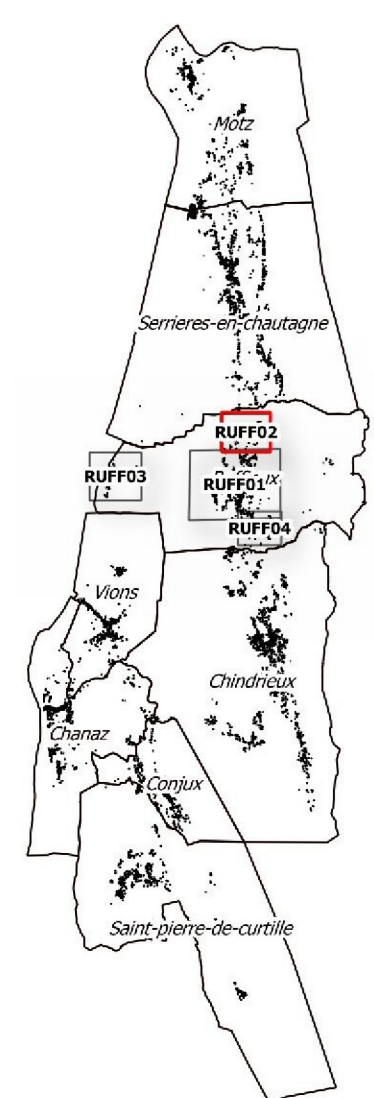 Motz
Serrieres-en-chautagne
RUFF02
RUFF03
RUFF01
RUFF04
Vions
Chindrieux
Chanaz
Conjux
Saint-pierre-de-curtille